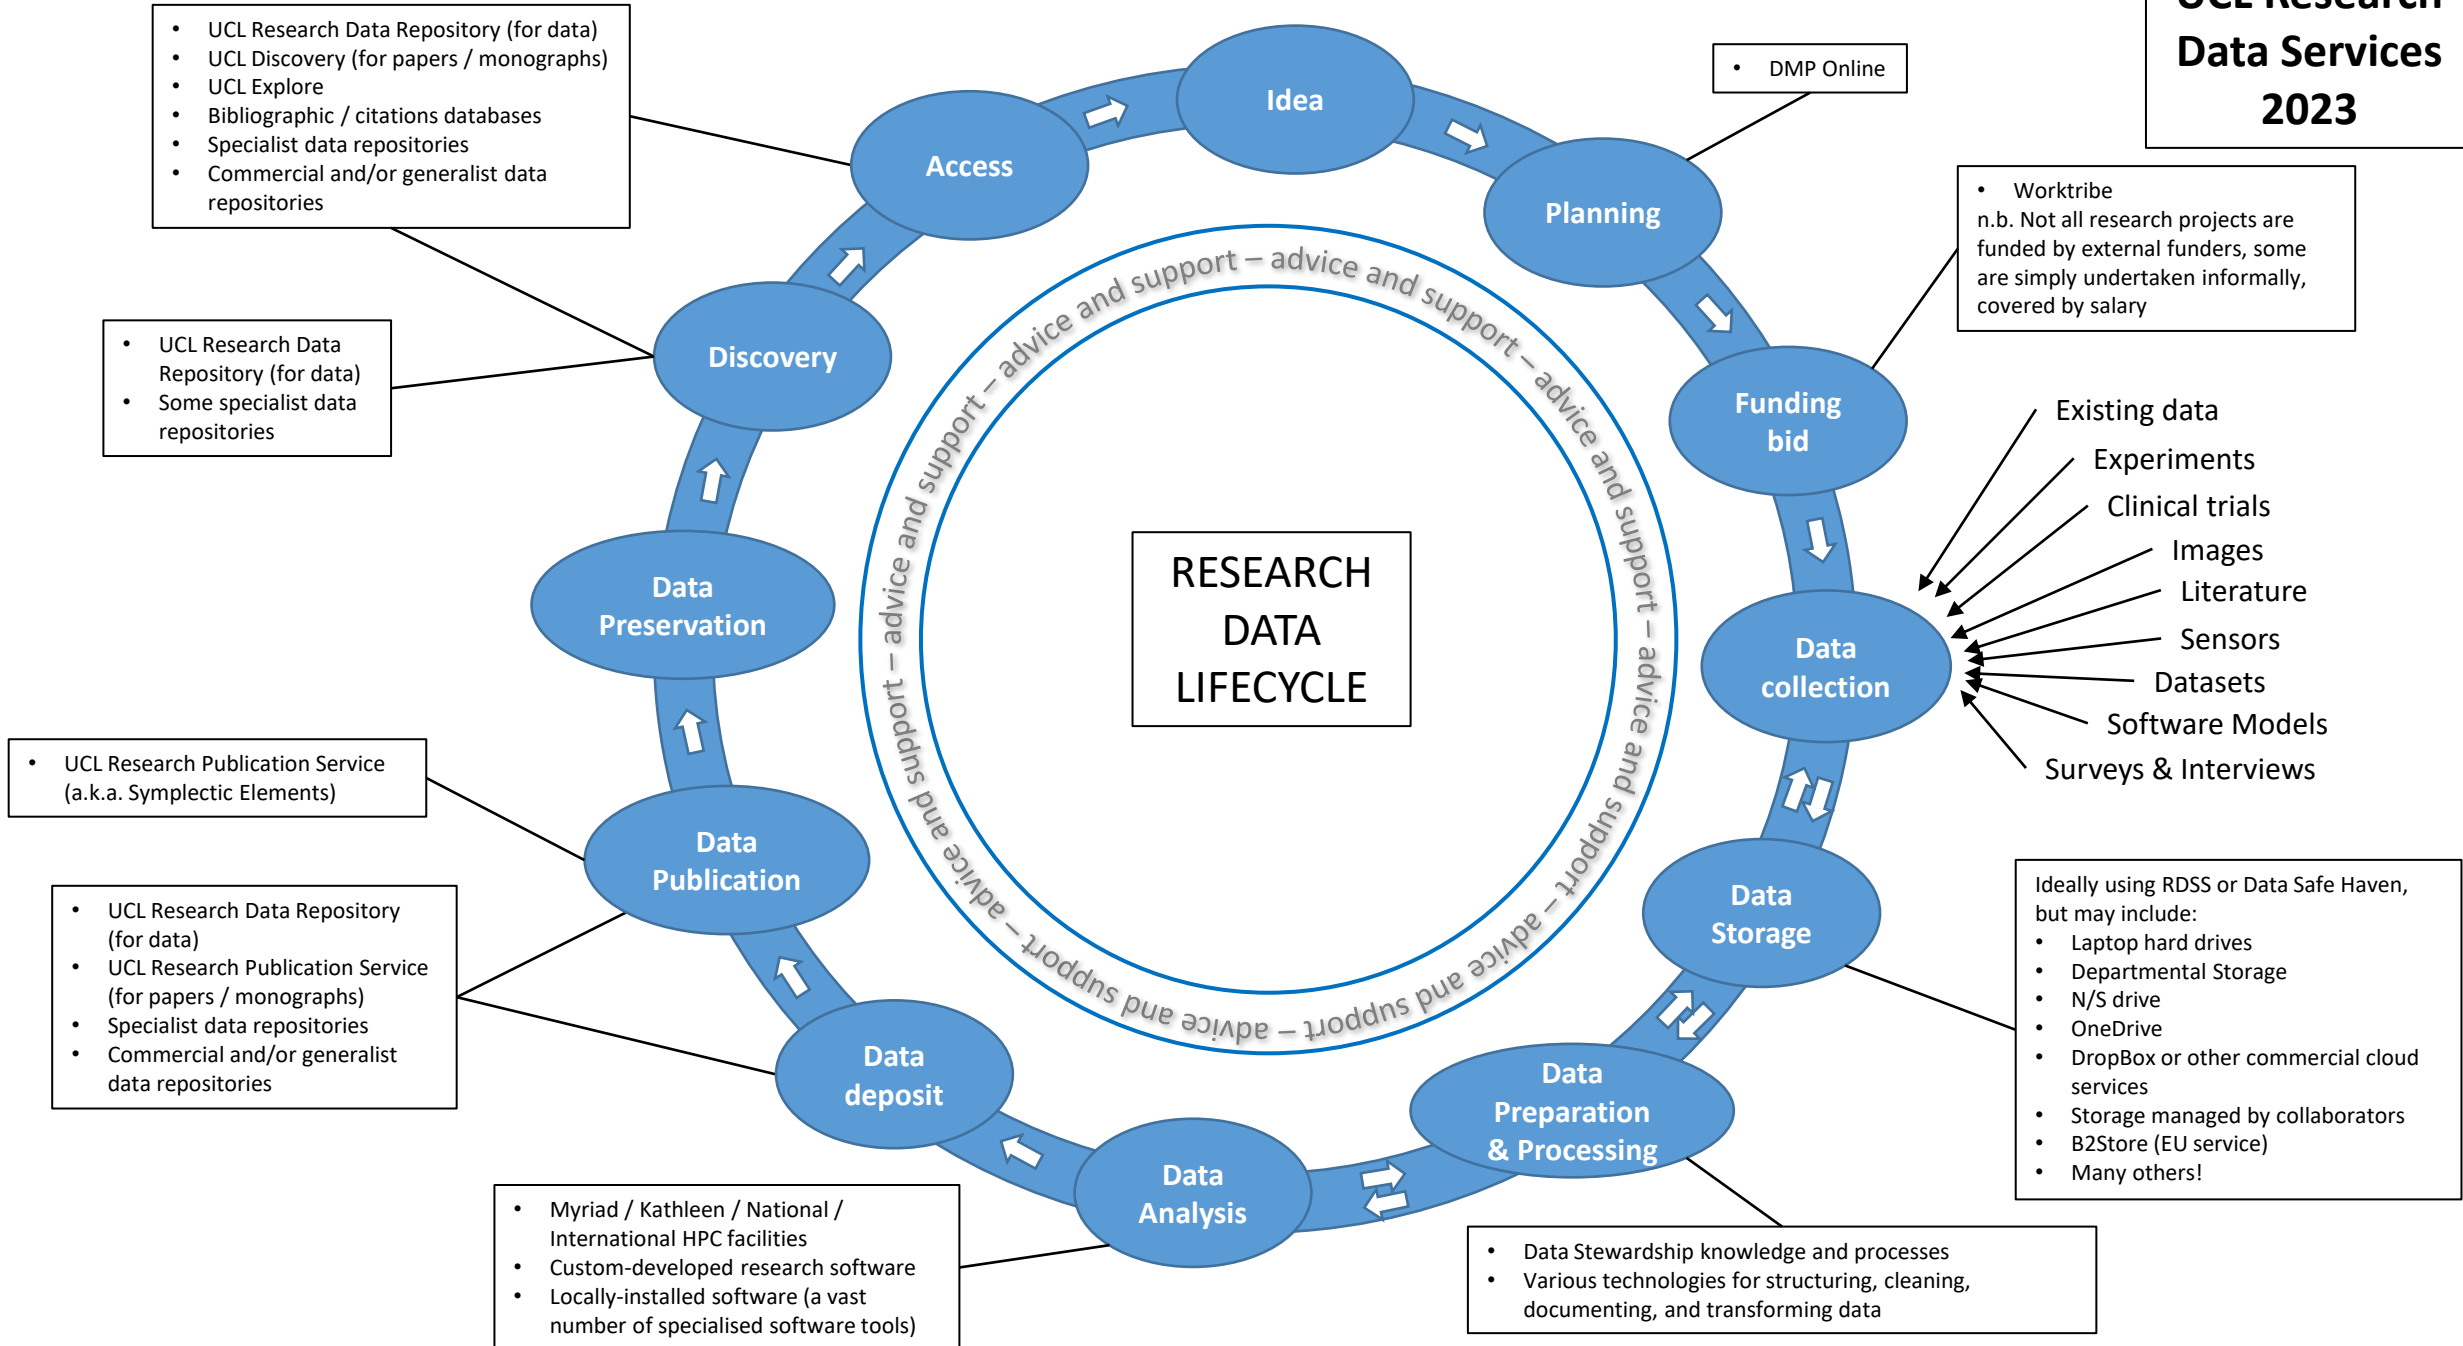 UCL Research
Data Services
2023
• UCL Research Data Repository (for data)
• UCL Discovery (for papers / monographs)
• UCL Explore
• Bibliographic / citations databases
• Specialist data repositories
• Commercial and/or generalist data
repositories
• DMP Online
Idea
Access
Planning
• Worktribe
n.b. Not all research projects are
funded by external funders, some
are simply undertaken informally,
covered by salary
• UCL Research Data
Repository (for data)
• Some specialist data
repositories
Discovery
Funding
bid
Existing data
Experiments
Clinical trials
Images
Literature
Sensors
Datasets
Software Models
Surveys & Interviews
advice and support – advice and support – advice and support – advice and support – advice and support – advice and support – advice and support – advice and support – advice and support –
RESEARCH
DATA
LIFECYCLE
Data
Preservation
Data
collection
• UCL Research Publication Service
(a.k.a. Symplectic Elements)
Data
Publication
Data
Storage
Ideally using RDSS or Data Safe Haven,
but may include:
• Laptop hard drives
• Departmental Storage
• N/S drive
• OneDrive
• DropBox or other commercial cloud
services
• Storage managed by collaborators
• B2Store (EU service)
• Many others!
• UCL Research Data Repository
(for data)
• UCL Research Publication Service
(for papers / monographs)
• Specialist data repositories
• Commercial and/or generalist
data repositories
Data
deposit
Data
Preparation
& Processing
Data
Analysis
• Myriad / Kathleen / National /
International HPC facilities
• Custom-developed research software
• Locally-installed software (a vast
number of specialised software tools)
• Data Stewardship knowledge and processes
• Various technologies for structuring, cleaning,
documenting, and transforming data